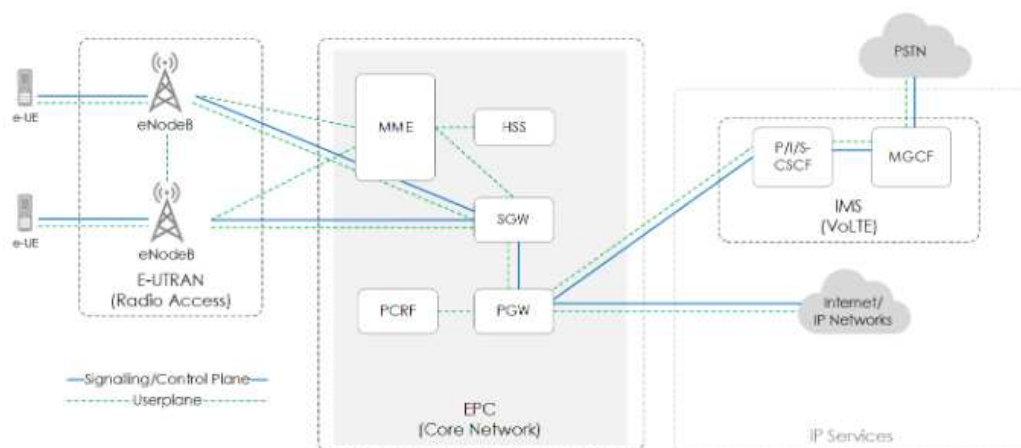 PSTN
e-UE
eNodeB
MME
HSS
P/I/S-
CSCF
MGCF
IMS
(VoLTE)
e-UE
eNodeB
SGW
E-UTRAN
(Radio Access)
PCRF
PGW
Internet/
IP Networks
Signalling/Control Plane
Userplane
EPC
(Core Network)
IP Services